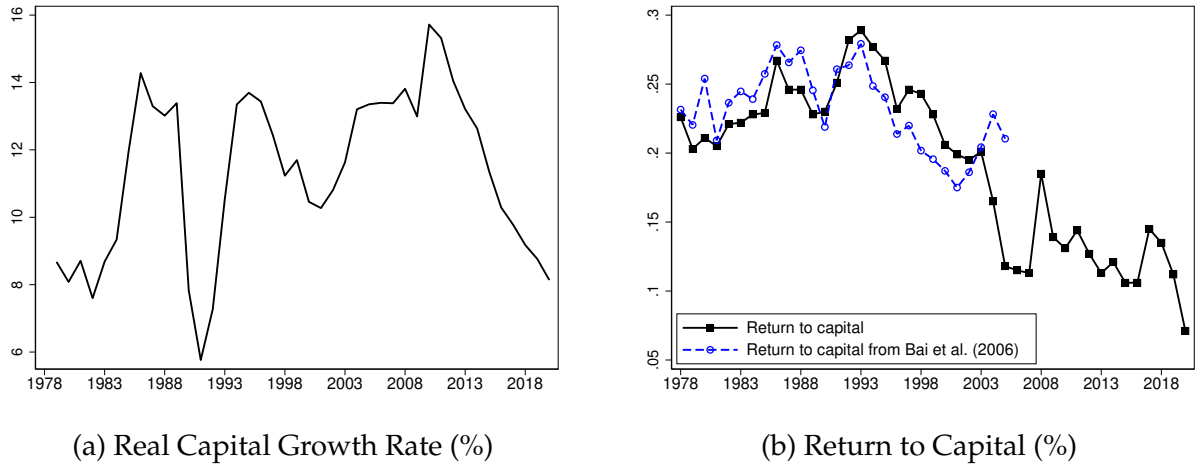 16
14
12
10
8
6
1978 1983 1988 1993 1998 2003 2008 2013 2018
(a) Real Capital Growth Rate (%)
.3
.25
.2
.15
.1
.05
Return to capital
Return to capital from Bai et al. (2006)
1978 1983 1988 1993 1998 2003 2008 2013 2018
(b) Return to Capital (%)